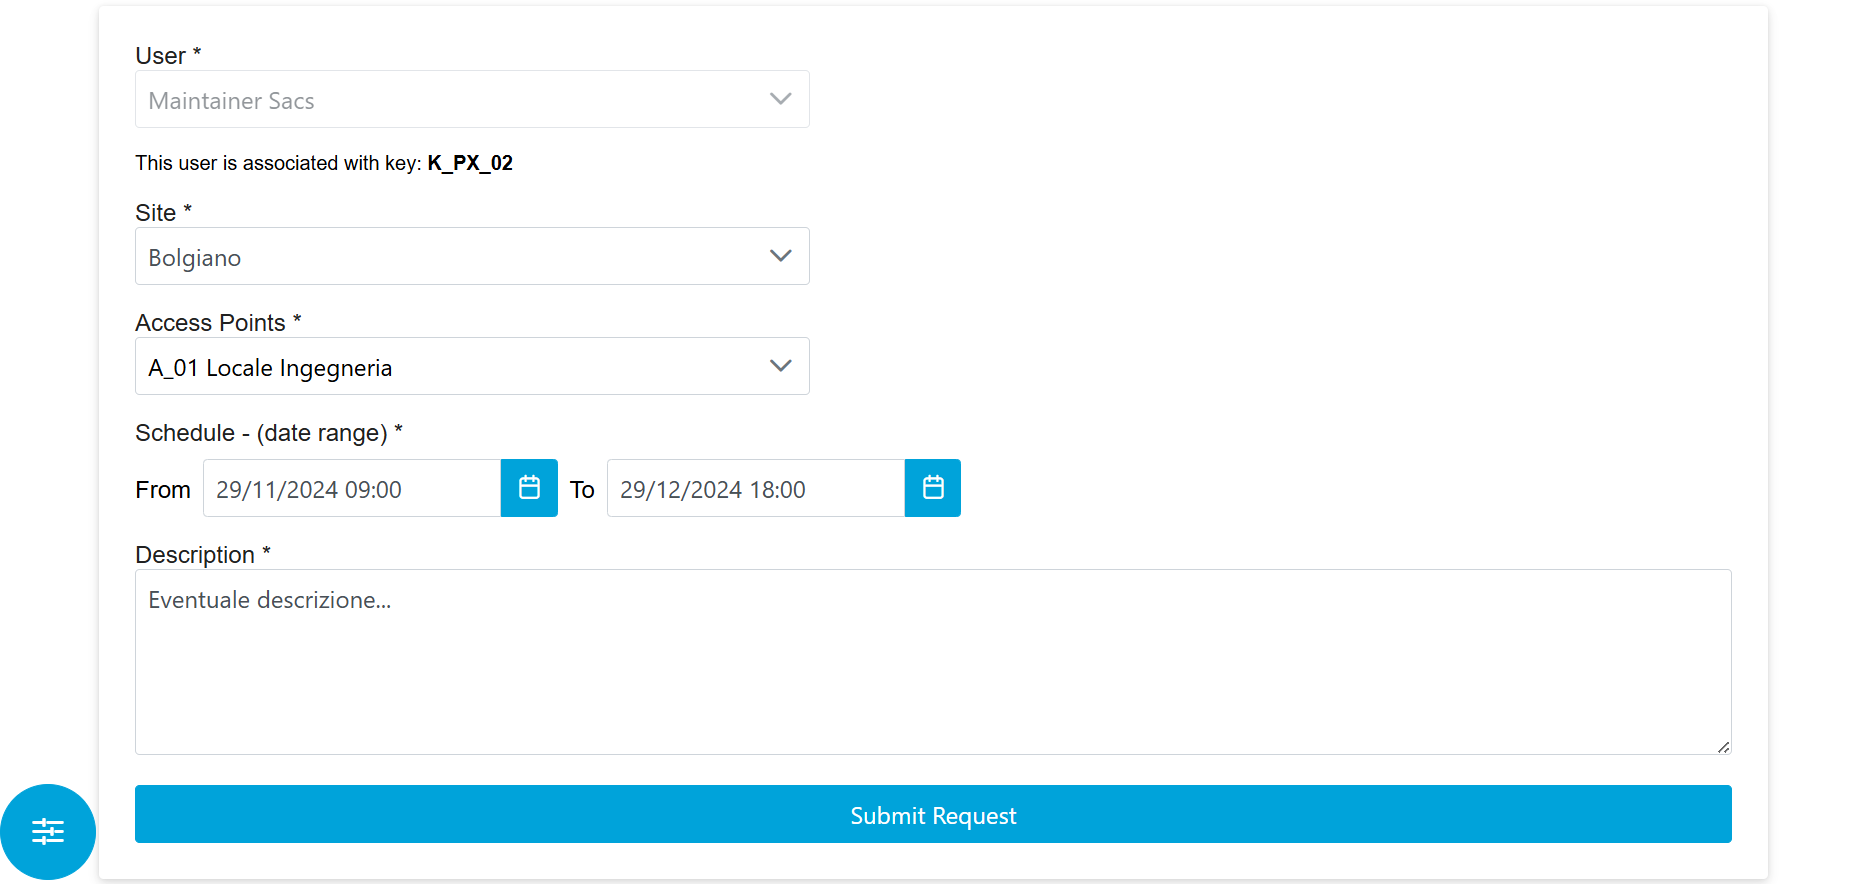 User *
Maintainer Sacs
This user is associated with key: K_PX_02
Site *
Bolgiano
Access Points *
A_01 Locale Ingegneria
Schedule - (date range) *
From 29/11/2024 09:00 To 29/12/2024 18:00
Description *
Eventuale descrizione...
Submit Request